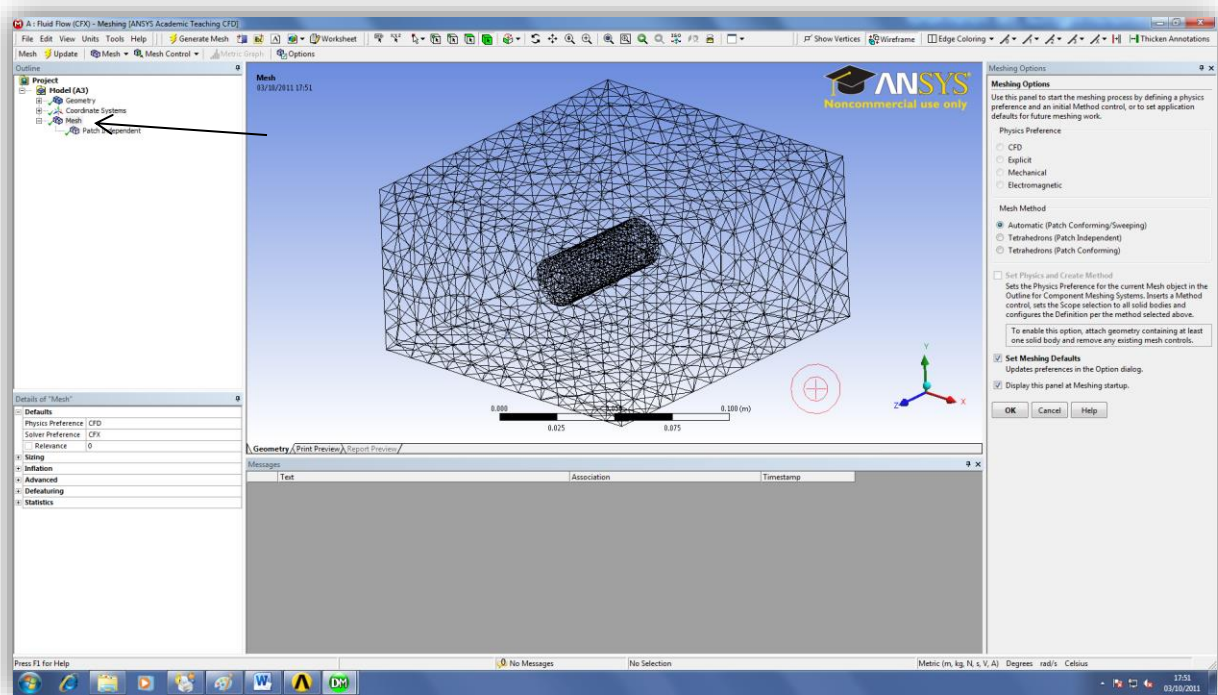 A : Fluid Flow (CFX) - Meshing [ANSYS Academic Teaching CFD]
File Edit View Units Tools Help Generate Mesh Worksheet Show Vertices Wireframe Edge Coloring Thicken Annotations
Mesh Update Mesh Mesh Control Metric Graph Options
Outline
Project
Model (A3)
Geometry
Coordinate Systems
Mesh
Patch Independent
Details of "Mesh"
Defaults
Physics Preference CFD
Solver Preference CFX
Relevance 0
Sizing
Inflation
Advanced
Defeaturing
Statistics
Mesh
03/10/2011 17:51
ANSYS
Noncommercial use only
Y
Z
X
0.000 0.050 0.100 (m)
0.025 0.075
Geometry Print Preview Report Preview
Messages
Text Association Timestamp
Meshing Options
Meshing Options
Use this panel to start the meshing process by defining a physics
preference and an initial Method control, or to set application
defaults for future meshing work.
Physics Preference
CFD
Explicit
Mechanical
Electromagnetic
Mesh Method
Automatic (Patch Conforming/Sweeping)
Tetrahedrons (Patch Independent)
Tetrahedrons (Patch Conforming)
Set Physics and Create Method
Sets the Physics Preference for the current Mesh object in the
Outline for Component Meshing Systems. Inserts a Method
control, sets the Scope selection to all solid bodies and
configures the Definition per the method selected above.
To enable this option, attach geometry containing at least
one solid body and remove any existing mesh controls.
Set Meshing Defaults
Updates preferences in the Option dialog.
Display this panel at Meshing startup.
OK Cancel Help
Press F1 for Help 0 No Messages No Selection Metric (m, kg, N, s, V, A) Degrees rad/s Celsius
W DM
17:51
03/10/2011